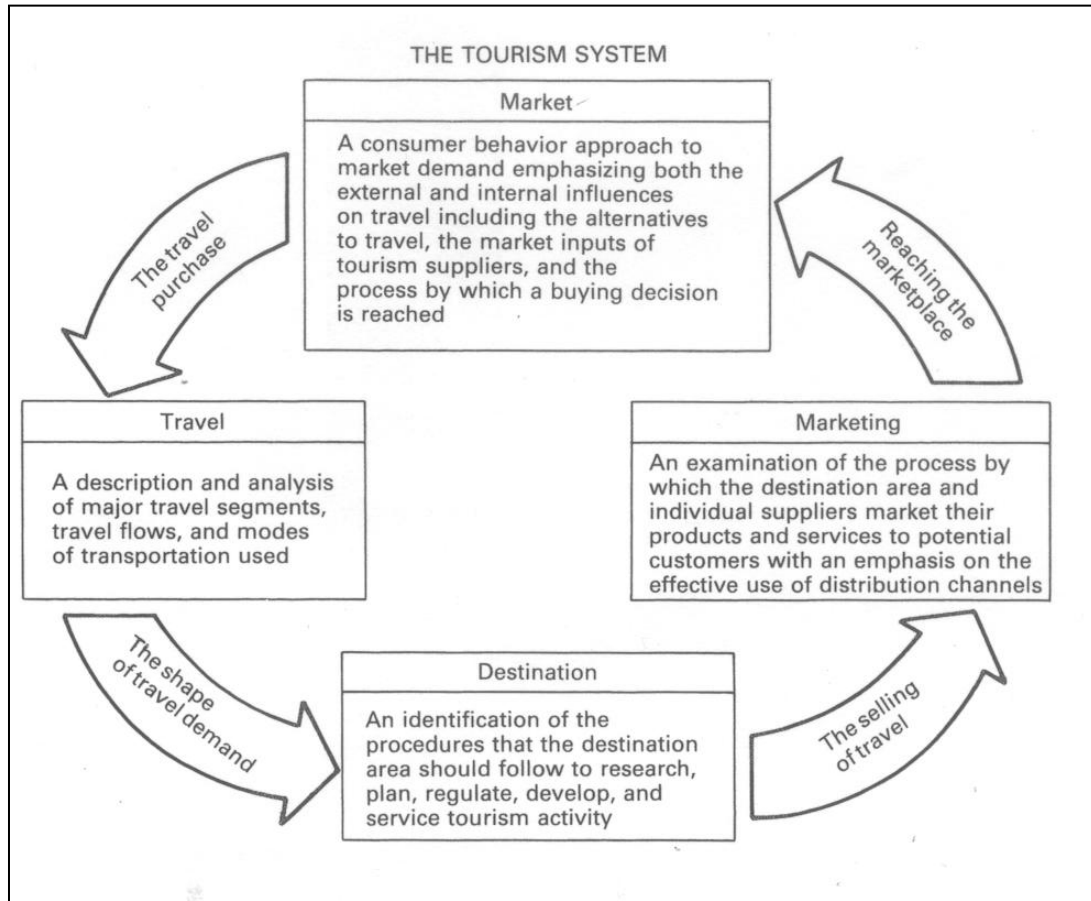 THE TOURISM SYSTEM
Market
A consumer behavior approach to
market demand emphasizing both the
external and internal influences
on travel including the alternatives
to travel, the market inputs of
tourism suppliers, and the
process by which a buying decision
is reached
The travel
purchase
Reaching the
marketplace
Travel
A description and analysis
of major travel segments,
travel flows, and modes
of transportation used
Marketing
An examination of the process by
which the destination area and
individual suppliers market their
products and services to potential
customers with an emphasis on the
effective use of distribution channels
The shape
of travel demand
Destination
An identification of the
procedures that the destination
area should follow to research,
plan, regulate, develop, and
service tourism activity
The selling
of travel